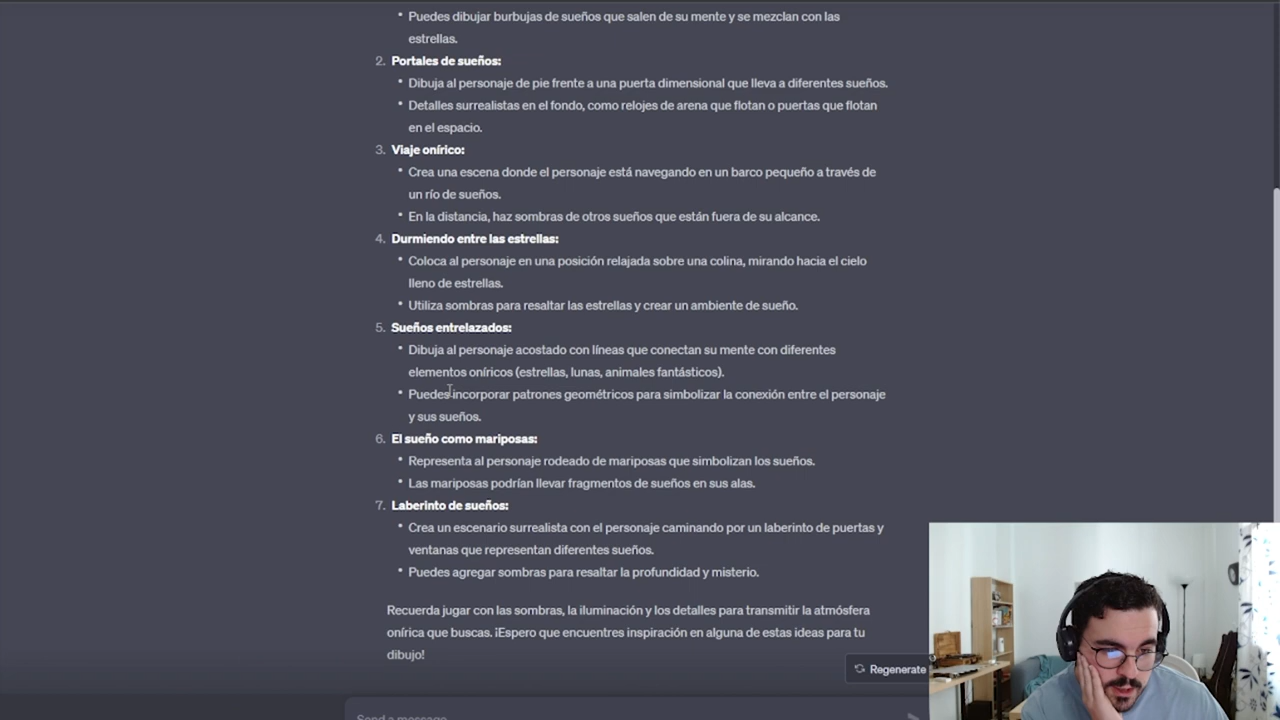 • Puedes dibujar burbujas de sueños que salen de su mente y se mezclan con las
estrellas.
2. Portales de sueños:
• Dibuja al personaje de pie frente a una puerta dimensional que lleva a diferentes sueños.
• Detalles surrealistas en el fondo, como relojes de arena que flotan o puertas que flotan
en el espacio.
3. Viaje onírico:
• Crea una escena donde el personaje está navegando en un barco pequeño a través de
un río de sueños.
• En la distancia, haz sombras de otros sueños que están fuera de su alcance.
4. Durmiendo entre las estrellas:
• Coloca al personaje en una posición relajada sobre una colina, mirando hacia el cielo
lleno de estrellas.
• Utiliza sombras para resaltar las estrellas y crear un ambiente de sueño.
5. Sueños entrelazados:
• Dibuja al personaje acostado con líneas que conectan su mente con diferentes
elementos oníricos (estrellas, lunas, animales fantásticos).
• Puedes incorporar patrones geométricos para simbolizar la conexión entre el personaje
y sus sueños.
6. El sueño como mariposas:
• Representa al personaje rodeado de mariposas que simbolizan los sueños.
• Las mariposas podrían llevar fragmentos de sueños en sus alas.
7. Laberinto de sueños:
• Crea un escenario surrealista con el personaje caminando por un laberinto de puertas y
ventanas que representan diferentes sueños.
• Puedes agregar sombras para resaltar la profundidad y misterio.
Recuerda jugar con las sombras, la iluminación y los detalles para transmitir la atmósfera
onírica que buscas. ¡Espero que encuentres inspiración en alguna de estas ideas para tu
dibujo!
Regenerate
Send a message